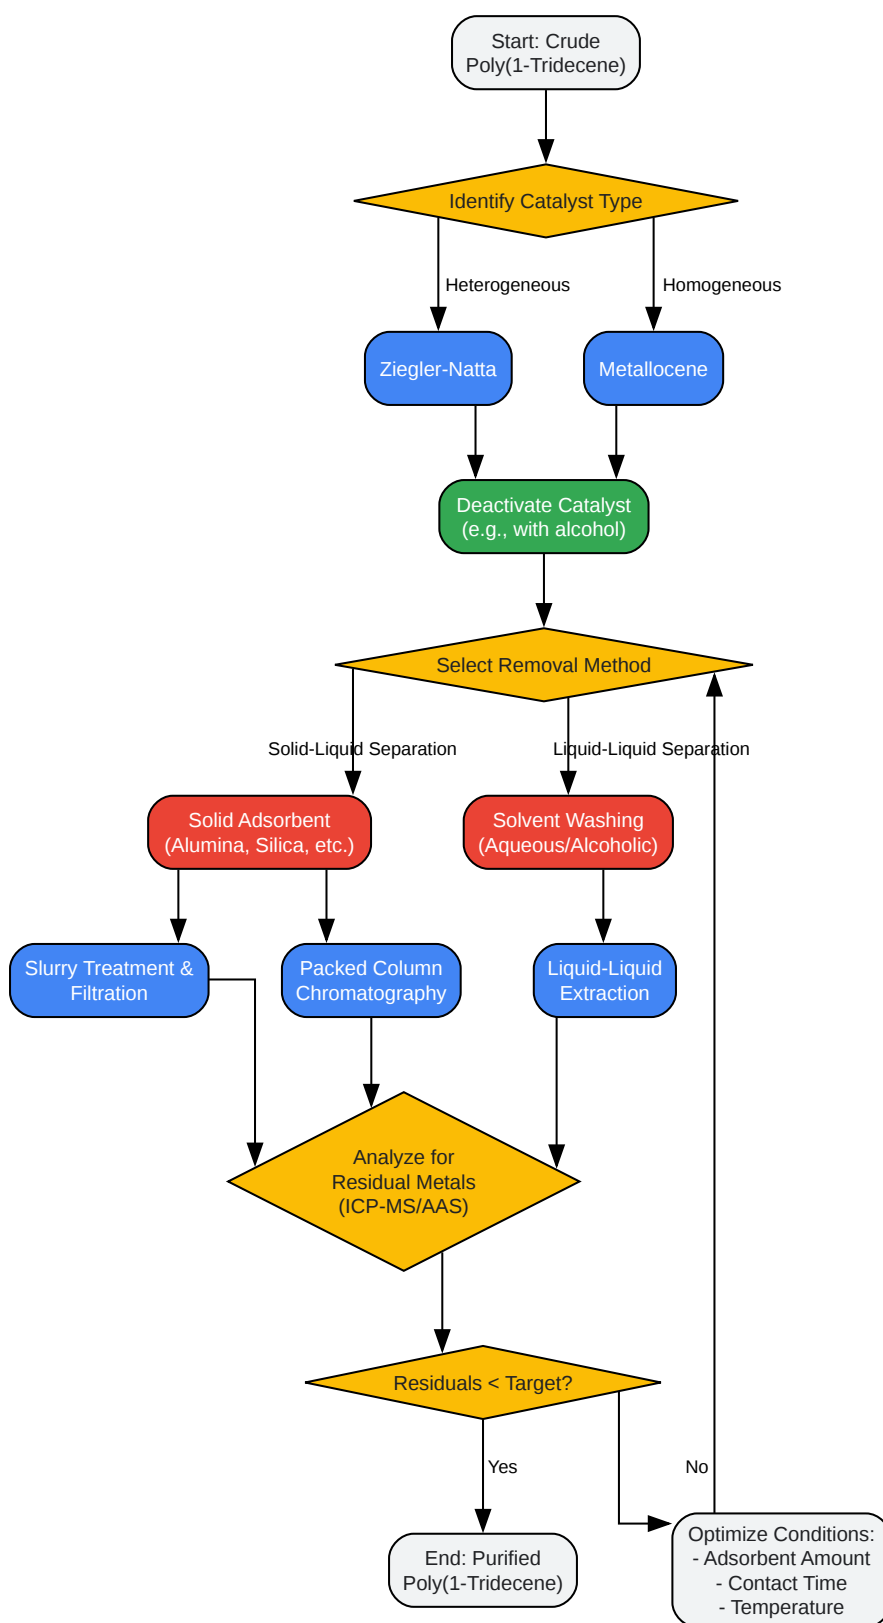 Start: Crude
Poly(1-Tridecene)
Identify Catalyst Type
Heterogeneous
Homogeneous
Ziegler-Natta
Metallocene
Deactivate Catalyst
(e.g., with alcohol)
Select Removal Method
Solid-Liquid Separation
Liquid-Liquid Separation
Solid Adsorbent
(Alumina, Silica, etc.)
Solvent Washing
(Aqueous/Alcoholic)
Slurry Treatment &
Filtration
Packed Column
Chromatography
Liquid-Liquid
Extraction
Analyze for
Residual Metals
(ICP-MS/AAS)
Residuals < Target?
Yes
No
End: Purified
Poly(1-Tridecene)
Optimize Conditions:
- Adsorbent Amount
- Contact Time
- Temperature